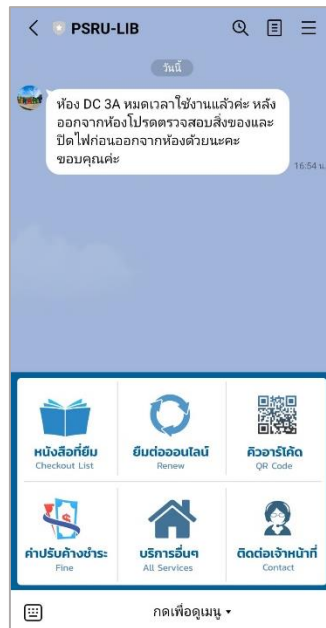 PSRU-LIB
วันนี้
ห้อง DC 3A หมดเวลาใช้งานแล้วค่ะ หลัง
ออกจากห้องโปรดตรวจสอบสิ่งของและ
ปิดไฟก่อนออกจากห้องด้วยนะคะ
ขอบคุณค่ะ
16:54 น.
หนังสือที่ยืม
Checkout List
ยืมต่อออนไลน์
Renew
คิวอาร์โค้ด
QR Code
ค่าปรับค้างชำระ
Fine
บริการอื่นๆ
All Services
ติดต่อเจ้าหน้าที่
Contact
กดเพื่อดูเมนู